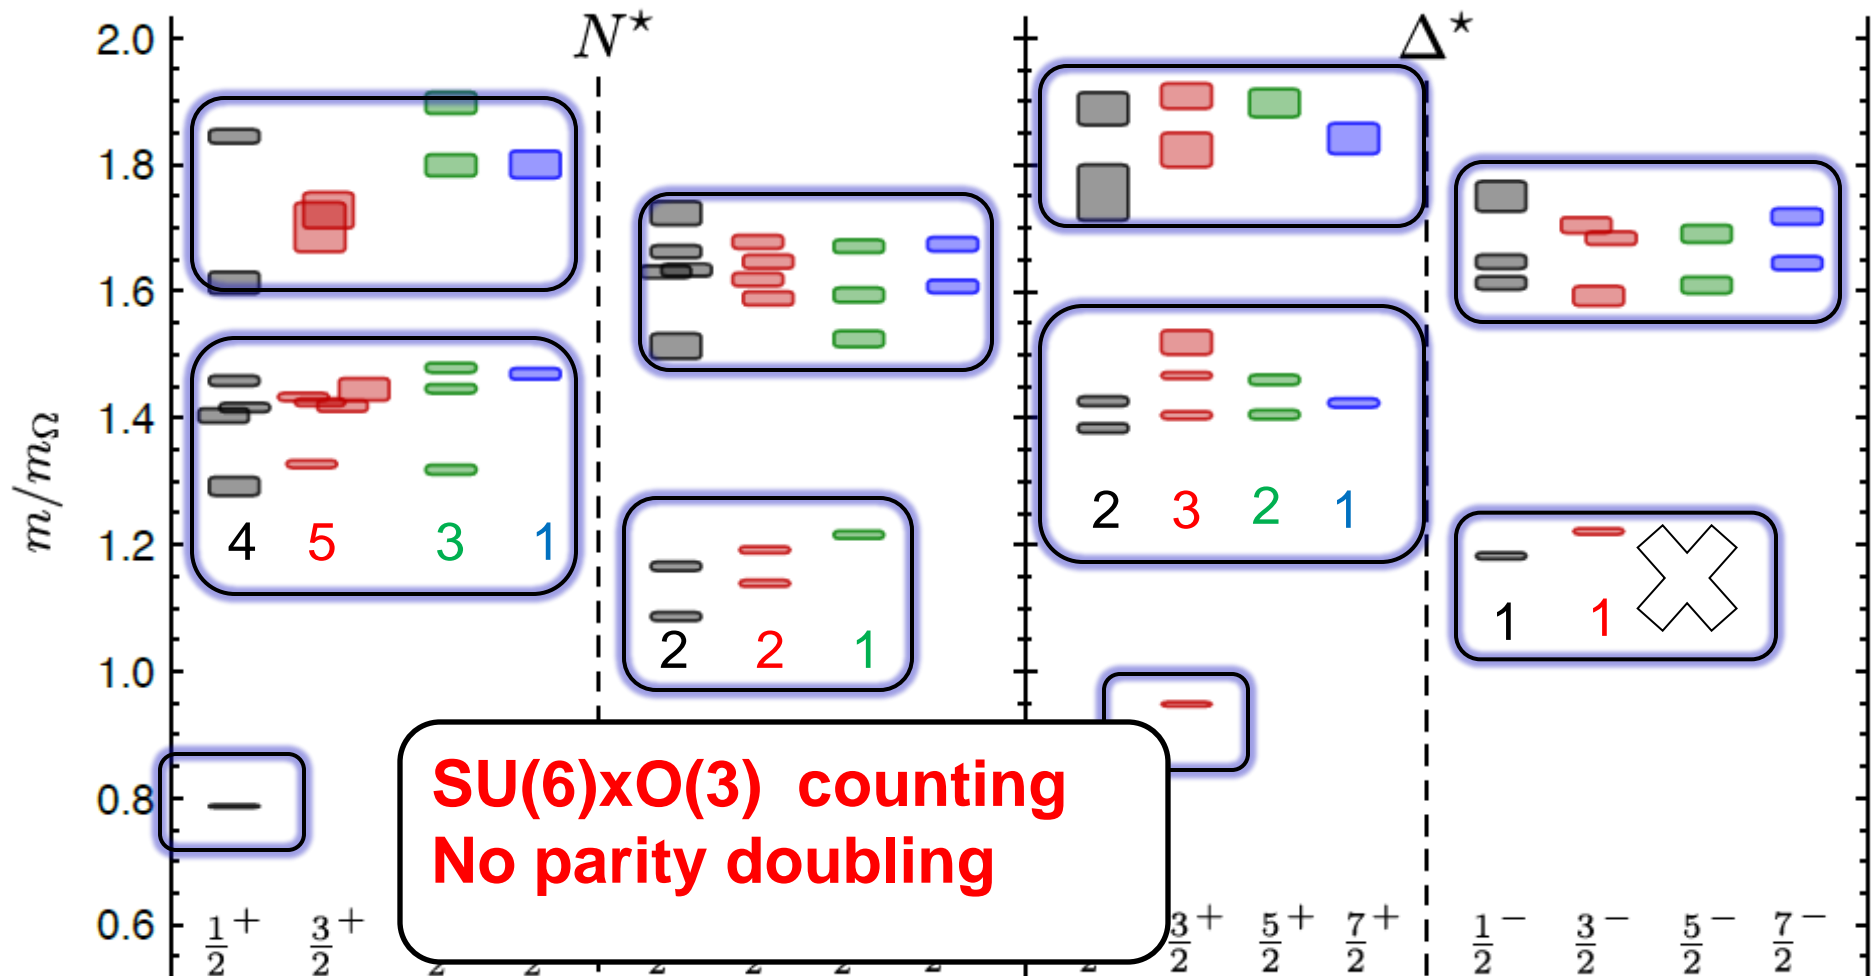 N⋆ Δ⋆
2.0
1.8
1.6
1.4
1.2
1.0
0.8
0.6
m/mΩ
4 5 3 1
2 2 1
2 3 2 1
1 1
SU(6)xO(3) counting
No parity doubling
1/2+ 3/2+ 3/2+ 5/2+ 7/2+ 1/2− 3/2− 5/2− 7/2−